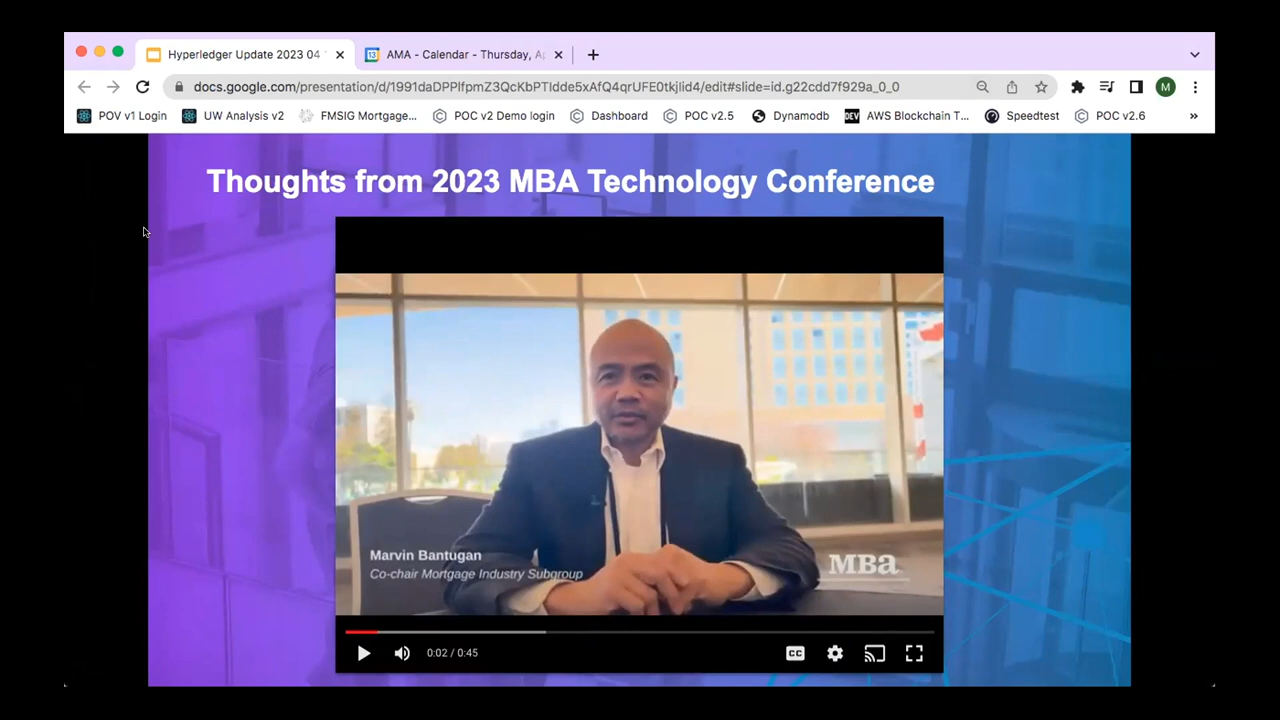 Hyperledger Update 2023 04
AMA - Calendar - Thursday, Ap
docs.google.com/presentation/d/1991daDPPlfpmZ3QcKbPTIdde5xAfQ4qrUFE0tkjlid4/edit#slide=id.g22cdd7f929a_0_0
M
POV v1 Login
UW Analysis v2
FMSIG Mortgage...
POC v2 Demo login
Dashboard
POC v2.5
Dynamodb
DEV
AWS Blockchain T...
Speedtest
POC v2.6
Thoughts from 2023 MBA Technology Conference
Marvin Bantugan
Co-chair Mortgage Industry Subgroup
MBa
0:02 / 0:45
CC